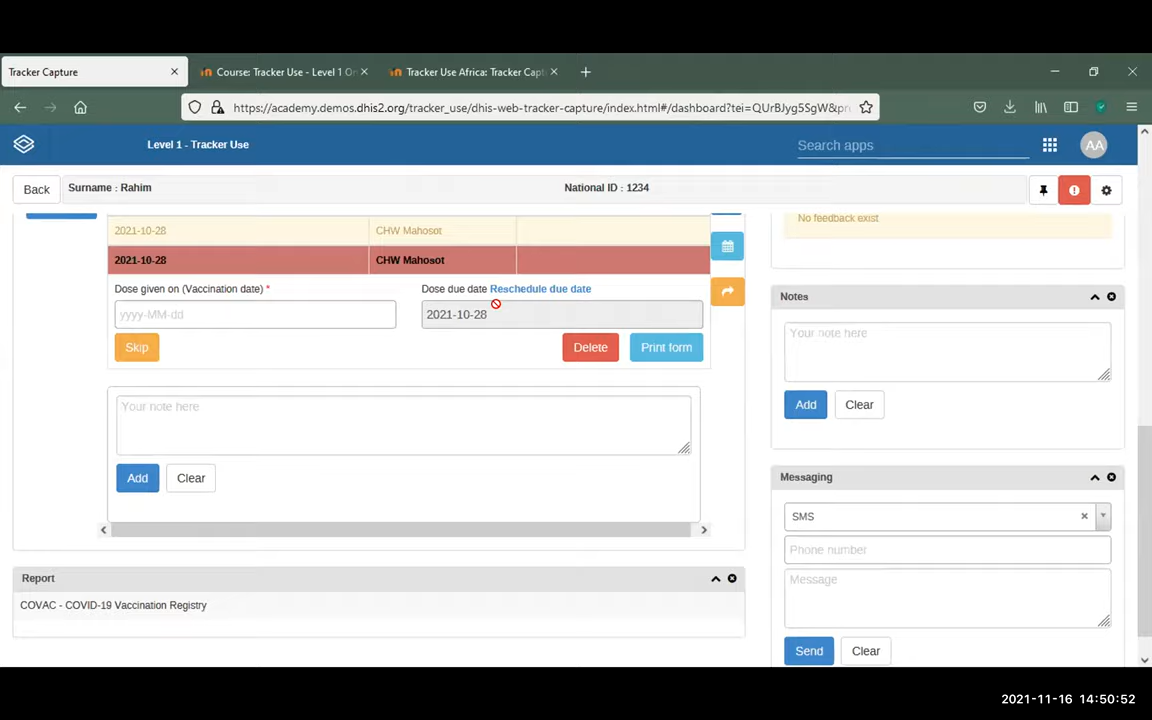 Tracker Capture
Course: Tracker Use - Level 1 O
Tracker Use Africa: Tracker Capt
https://academy.demos.dhis2.org/tracker_use/dhis-web-tracker-capture/index.html#/dashboard?tei=QUrBJyg5SgW&pr
Level 1 - Tracker Use
Search apps
AA
Back
Surname : Rahim
National ID : 1234
2021-10-28 CHW Mahosot
2021-10-28 CHW Mahosot
Dose given on (Vaccination date) *
Dose due date Reschedule due date
yyyy-MM-dd
2021-10-28
Skip
Delete
Print form
Your note here
Add
Clear
Report
COVAC - COVID-19 Vaccination Registry
No feedback exist
Notes
Your note here
Add
Clear
Messaging
SMS
Phone number
Message
Send
Clear
2021-11-16 14:50:52